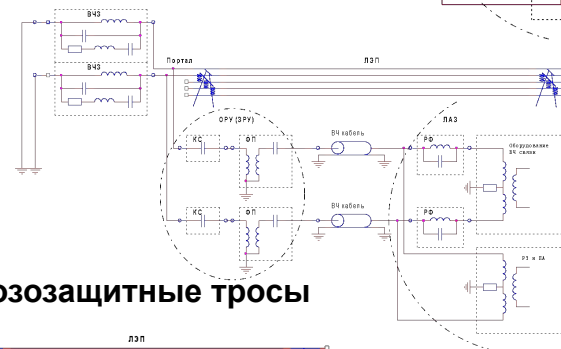 ВЧЗ
ВЧЗ
Портал
ЛЭП
ОРУ (ЗРУ)
ЛАЗ
КС
ФП
ВЧ кабель
РФ
Оборудование
ВЧ связи
КС
ФП
ВЧ кабель
РФ
РЗ и ПА
озозащитные тросы
ЛЭП